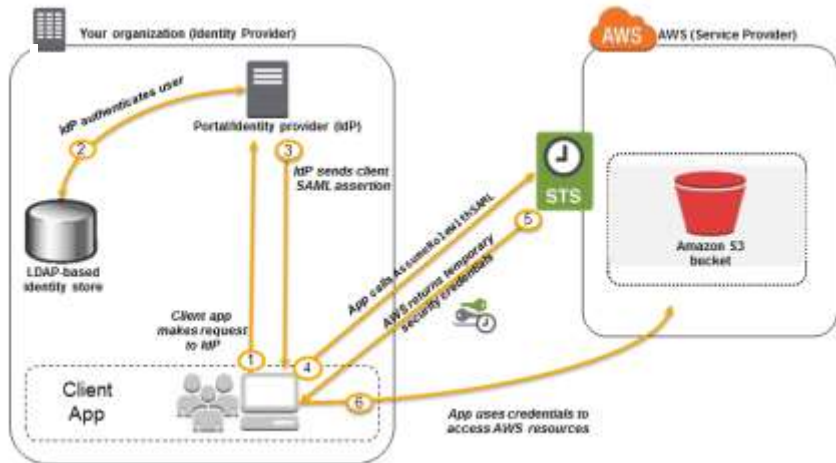 Your organization (Identity Provider)
AWS
AWS (Service Provider)
IdP authenticates user
2
Portal/Identity provider (IdP)
3
IdP sends client
SAML assertion
STS
5
Amazon S3
bucket
LDAP-based
identity store
App calls AssumeRoleWithSAML
AWS returns temporary
security credentials
Client app
makes request
to IdP
1
4
Client
App
6
App uses credentials to
access AWS resources